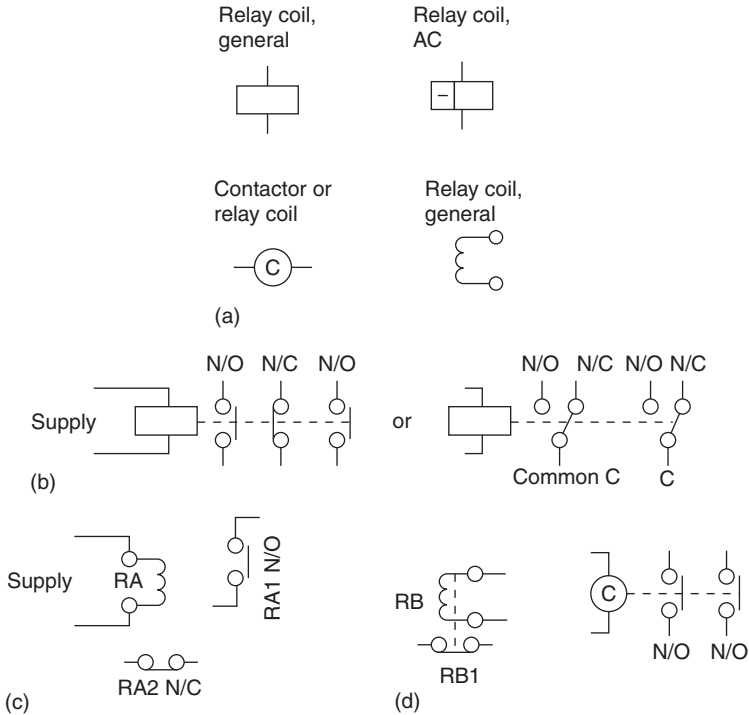 Relay coil,
general
Relay coil,
AC
–
Contactor or
relay coil
Relay coil,
general
C
(a)
N/O N/C N/O
N/O N/C N/O N/C
Supply
or
Common C
C
(b)
Supply
RA
RA1 N/O
RA2 N/C
(c)
RB
RB1
C
N/O N/O
(d)